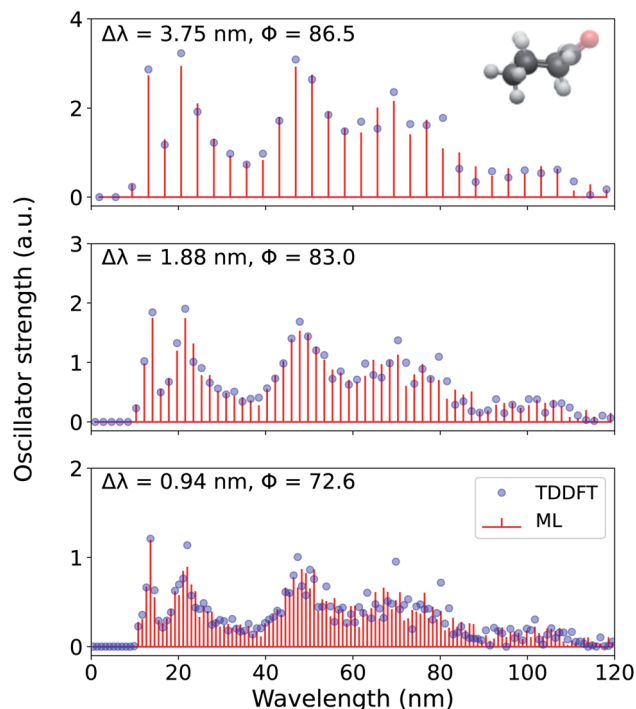 Δλ = 3.75 nm, Φ = 86.5
4
2
0
Δλ = 1.88 nm, Φ = 83.0
3
2
1
0
Oscillator strength (a.u.)
Δλ = 0.94 nm, Φ = 72.6
2
1
0
TDDFT
ML
0 20 40 60 80 100 120
Wavelength (nm)